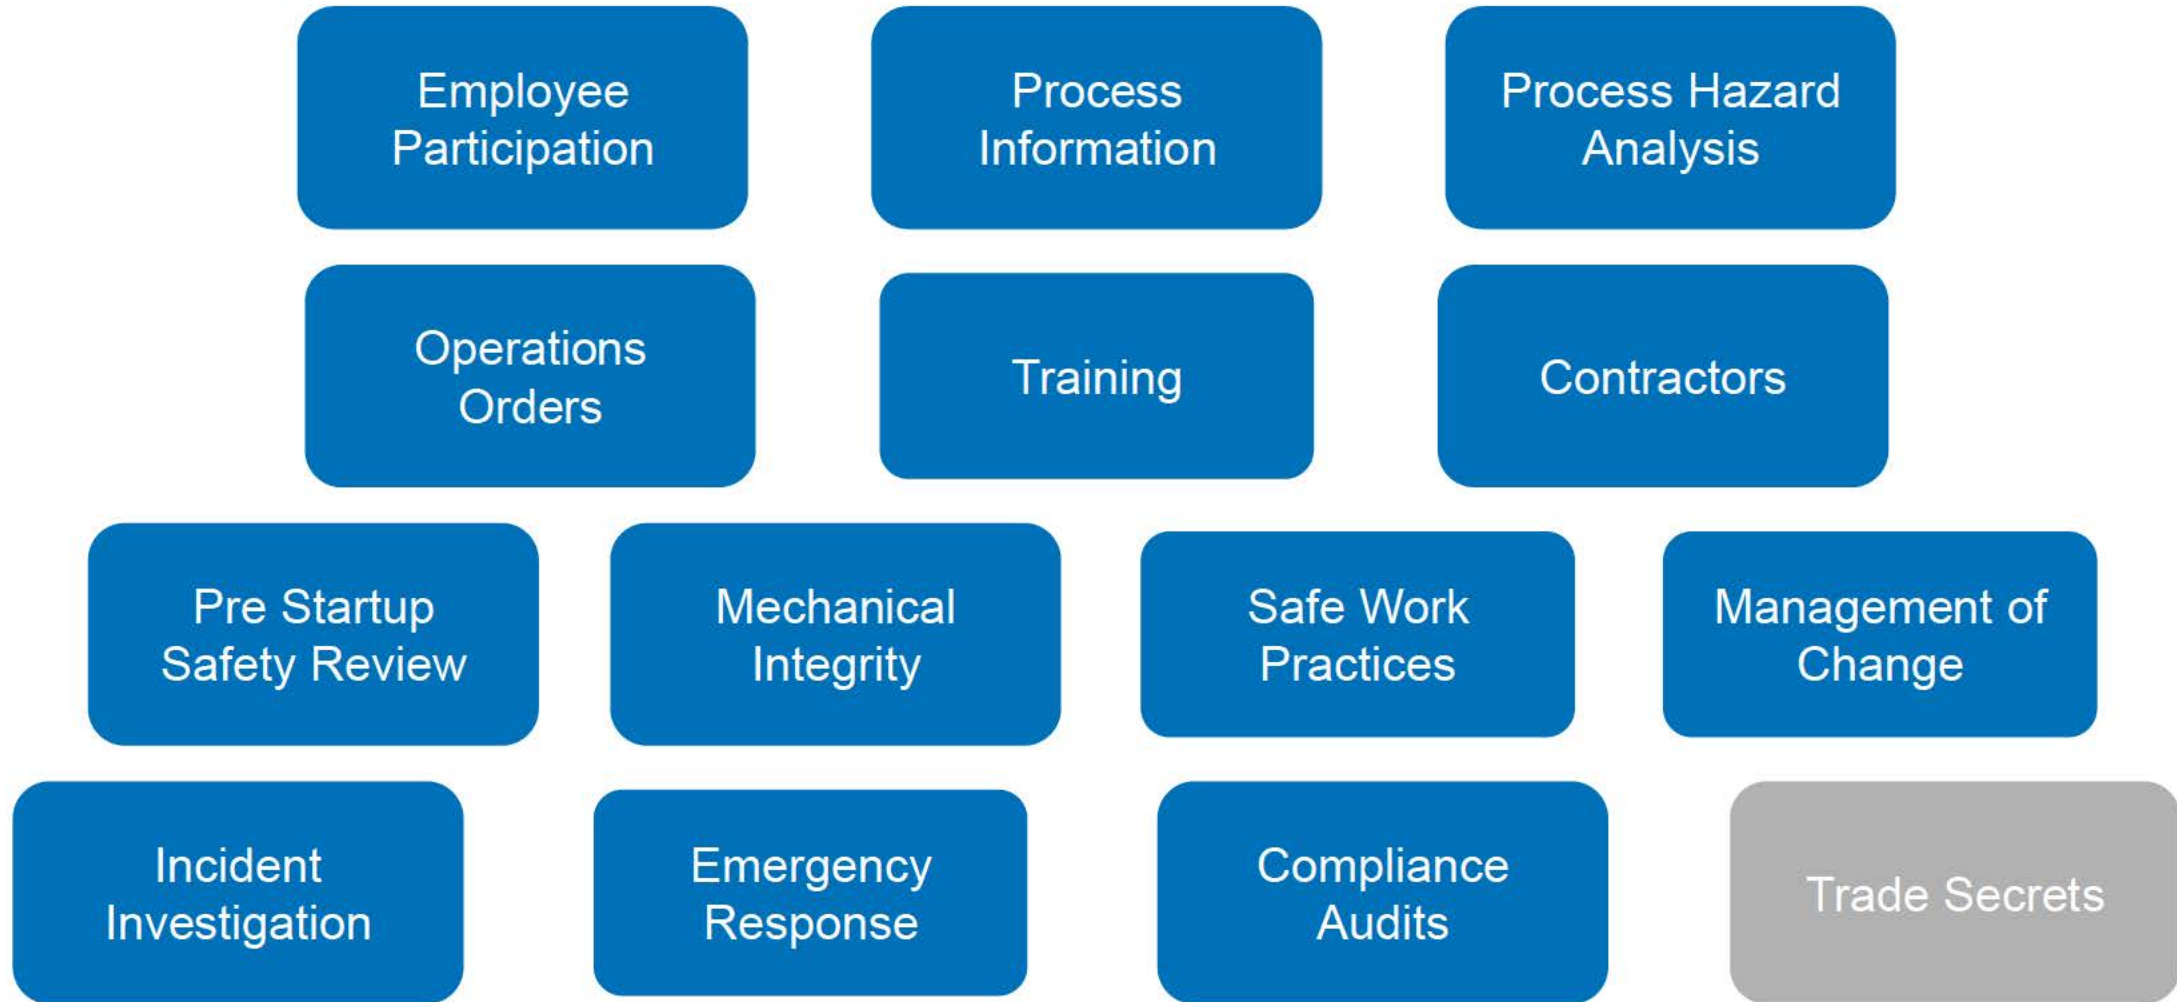 Employee
Participation
Process
Information
Process Hazard
Analysis
Operations
Orders
Training
Contractors
Pre Startup
Safety Review
Mechanical
Integrity
Safe Work
Practices
Management of
Change
Incident
Investigation
Emergency
Response
Compliance
Audits
Trade Secrets